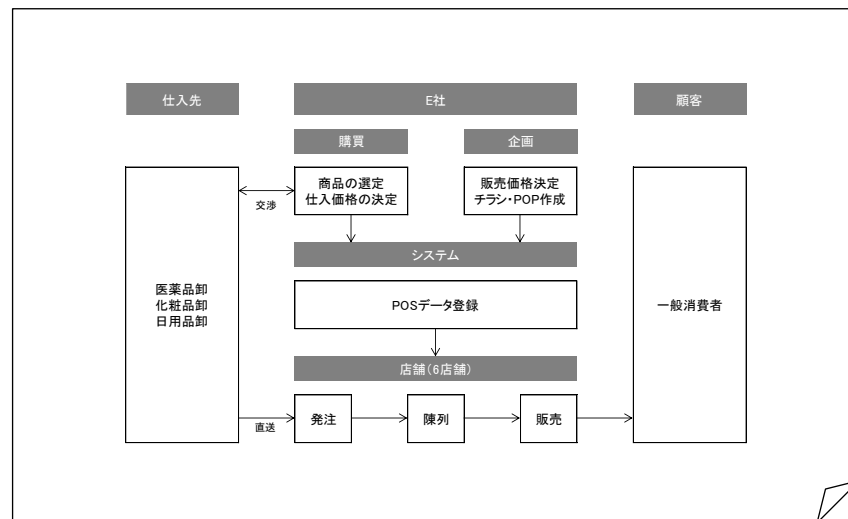 仕入先
E社
顧客
購買
企画
商品の選定
仕入価格の決定
販売価格決定
チラシ・POP作成
交渉
システム
医薬品卸
化粧品卸
日用品卸
POSデータ登録
一般消費者
店舗(6店舗)
直送
発注
陳列
販売